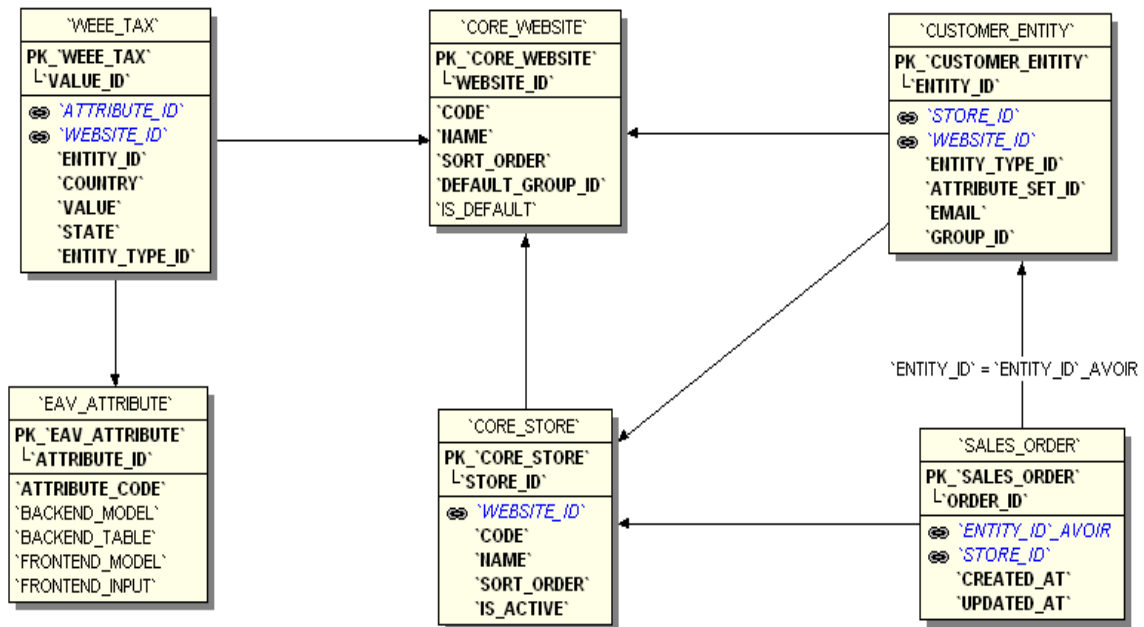 `WEEE_TAX`
PK_`WEEE_TAX`
└`VALUE_ID`
`ATTRIBUTE_ID`
`WEBSITE_ID`
`ENTITY_ID`
`COUNTRY`
`VALUE`
`STATE`
`ENTITY_TYPE_ID`
`CORE_WEBSITE`
PK_`CORE_WEBSITE`
└`WEBSITE_ID`
`CODE`
`NAME`
`SORT_ORDER`
`DEFAULT_GROUP_ID`
`IS_DEFAULT`
`CUSTOMER_ENTITY`
PK_`CUSTOMER_ENTITY`
└`ENTITY_ID`
`STORE_ID`
`WEBSITE_ID`
`ENTITY_TYPE_ID`
`ATTRIBUTE_SET_ID`
`EMAIL`
`GROUP_ID`
`ENTITY_ID` = `ENTITY_ID`_AVOIR
`EAV_ATTRIBUTE`
PK_`EAV_ATTRIBUTE`
└`ATTRIBUTE_ID`
`ATTRIBUTE_CODE`
`BACKEND_MODEL`
`BACKEND_TABLE`
`FRONTEND_MODEL`
`FRONTEND_INPUT`
`CORE_STORE`
PK_`CORE_STORE`
└`STORE_ID`
`WEBSITE_ID`
`CODE`
`NAME`
`SORT_ORDER`
`IS_ACTIVE`
`SALES_ORDER`
PK_`SALES_ORDER`
└`ORDER_ID`
`ENTITY_ID`_AVOIR
`STORE_ID`
`CREATED_AT`
`UPDATED_AT`